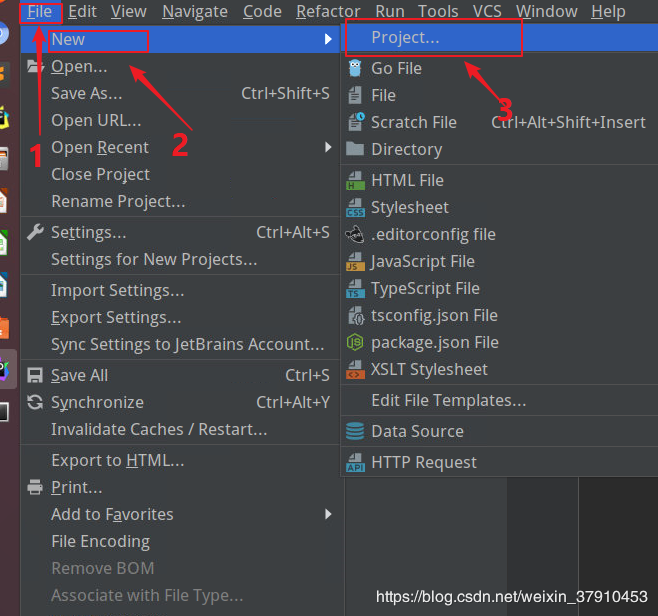 File Edit View Navigate Code Refactor Run Tools VCS Window Help
New
Open...
Save As... Ctrl+Shift+S
Open URL...
Open Recent
Close Project
Rename Project...
Settings... Ctrl+Alt+S
Settings for New Projects...
Import Settings...
Export Settings...
Sync Settings to JetBrains Account...
Save All Ctrl+S
Synchronize Ctrl+Alt+Y
Invalidate Caches / Restart...
Export to HTML...
Print...
Add to Favorites
File Encoding
Remove BOM
Associate with File Type...
Project...
Go File
File
Scratch File Ctrl+Alt+Shift+Insert
Directory
HTML File
Stylesheet
.editorconfig file
JavaScript File
TypeScript File
tsconfig.json File
package.json File
XSLT Stylesheet
Edit File Templates...
Data Source
HTTP Request
1
2
3
https://blog.csdn.net/weixin_37910453